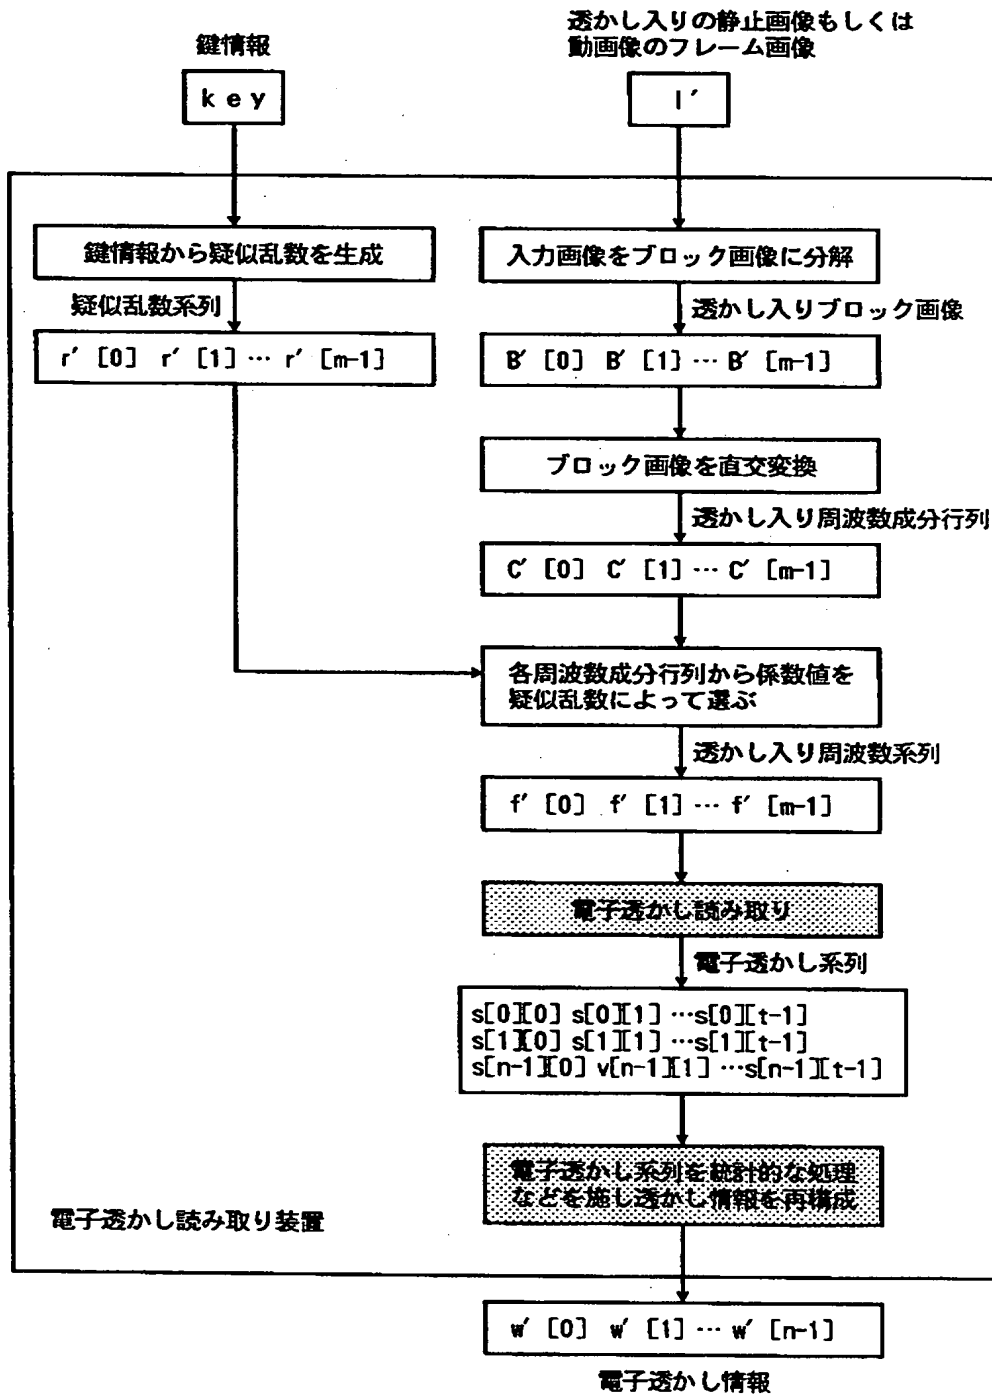 鍵情報
key
透かし入りの静止画像もしくは
動画像のフレーム画像
I′
鍵情報から疑似乱数を生成
疑似乱数系列
r′ [0] r′ [1] … r′ [m-1]
入力画像をブロック画像に分解
透かし入りブロック画像
B′ [0] B′ [1] … B′ [m-1]
ブロック画像を直交変換
透かし入り周波数成分行列
C′ [0] C′ [1] … C′ [m-1]
各周波数成分行列から係数値を
疑似乱数によって選ぶ
透かし入り周波数系列
f′ [0] f′ [1] … f′ [m-1]
電子透かし読み取り
電子透かし系列
s[0][0] s[0][1] …s[0][t-1]
s[1][0] s[1][1] …s[1][t-1]
s[n-1][0] v[n-1][1] …s[n-1][t-1]
電子透かし系列を統計的な処理
などを施し透かし情報を再構成
電子透かし読み取り装置
w′ [0] w′ [1] … w′ [n-1]
電子透かし情報